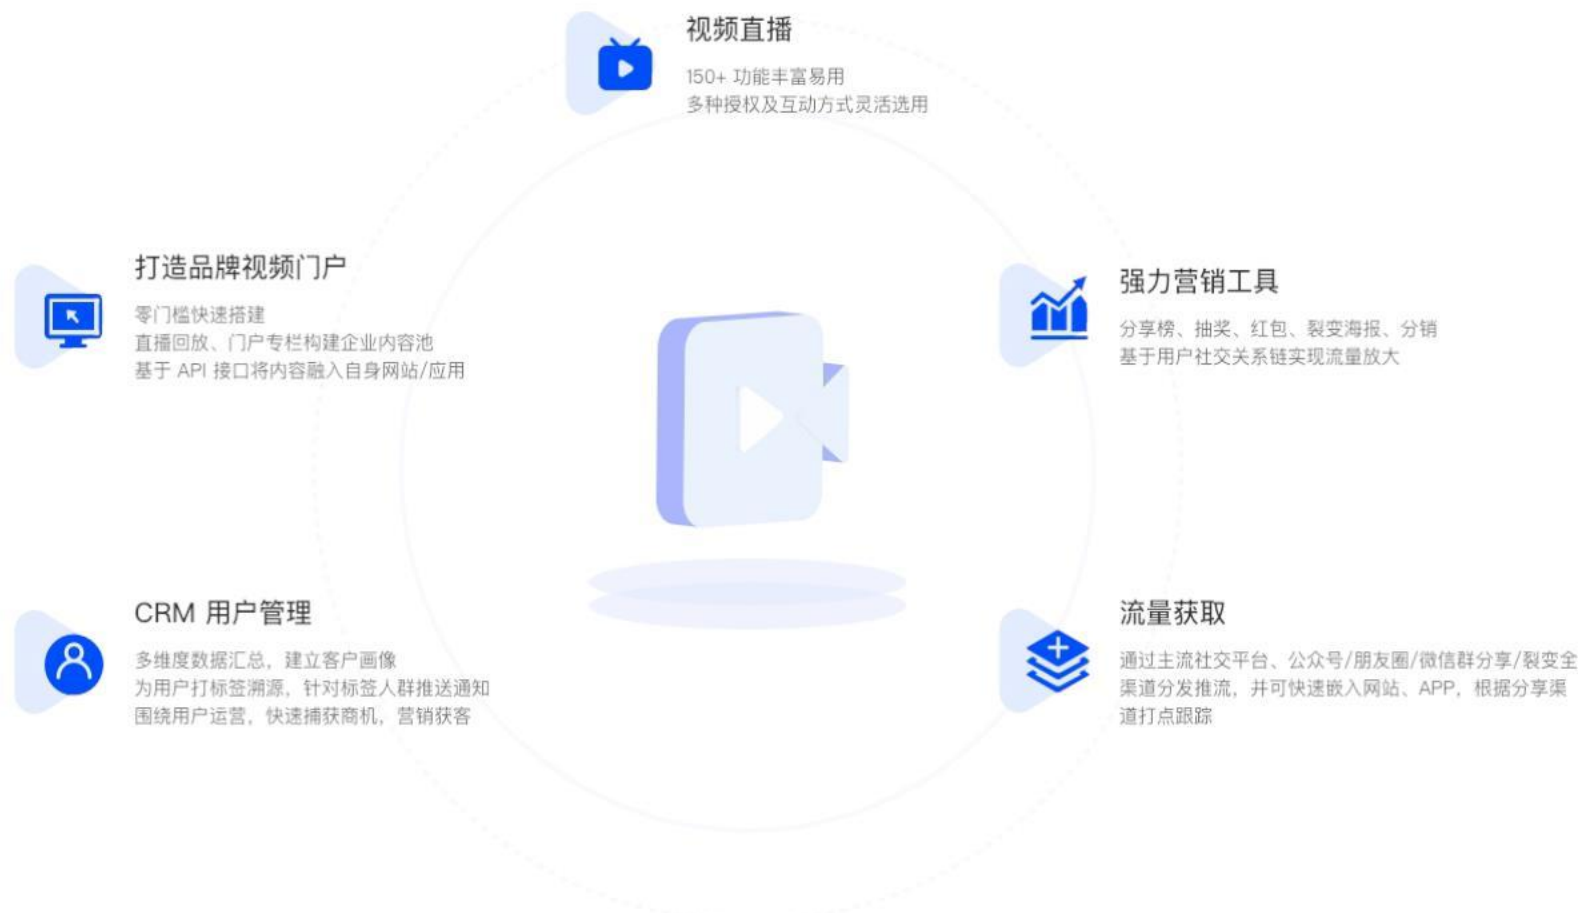 视频直播
150+ 功能丰富易用
多种授权及互动方式灵活选用
打造品牌视频门户
零门槛快速搭建
直播回放、门户专栏构建企业内容池
基于 API 接口将内容融入自身网站/应用
强力营销工具
分享榜、抽奖、红包、裂变海报、分销
基于用户社交关系链实现流量放大
CRM 用户管理
多维度数据汇总，建立客户画像
为用户打标签溯源，针对标签人群推送通知
围绕用户运营，快速捕获商机，营销获客
流量获取
通过主流社交平台、公众号/朋友圈/微信群分享/裂变全
渠道分发推流，并可快速嵌入网站、APP，根据分享渠
道打点跟踪